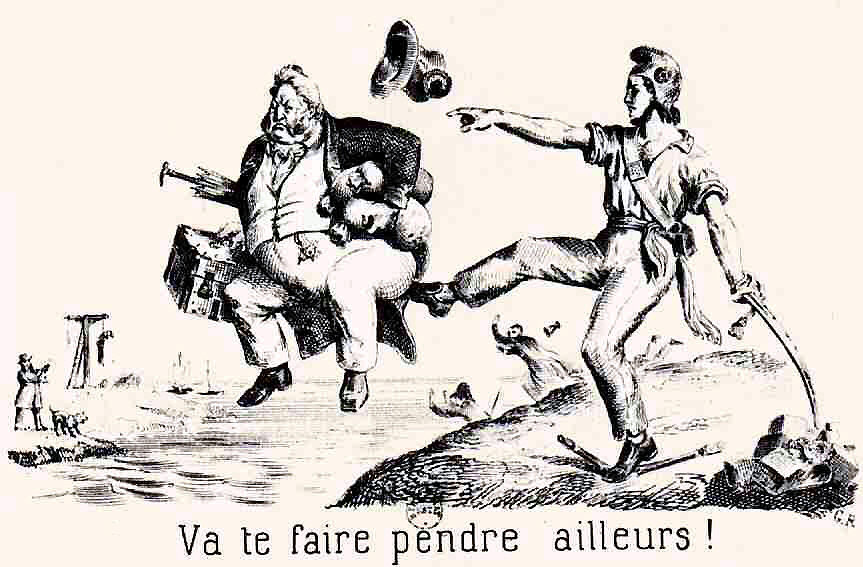 Va te faire pendre ailleurs !
G.R.